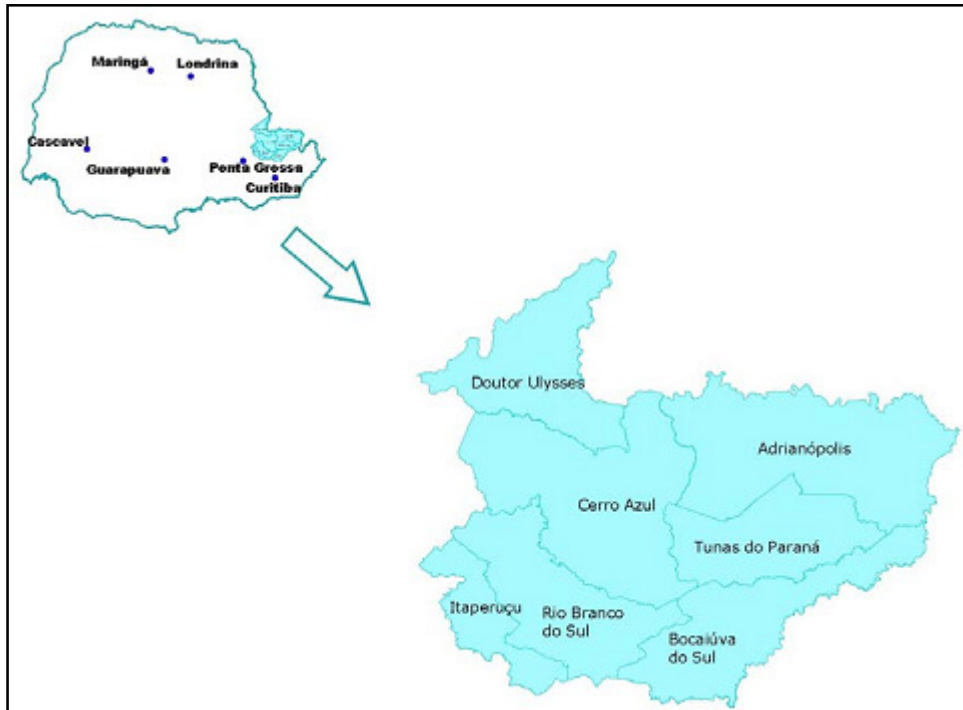 Maringá
Londrina
Cascavel
Guarapuava
Ponta Grossa
Curitiba
Doutor Ulysses
Adrianópolis
Cerro Azul
Tunas do Paraná
Itaperuçu
Rio Branco
do Sul
Bocaiúva
do Sul